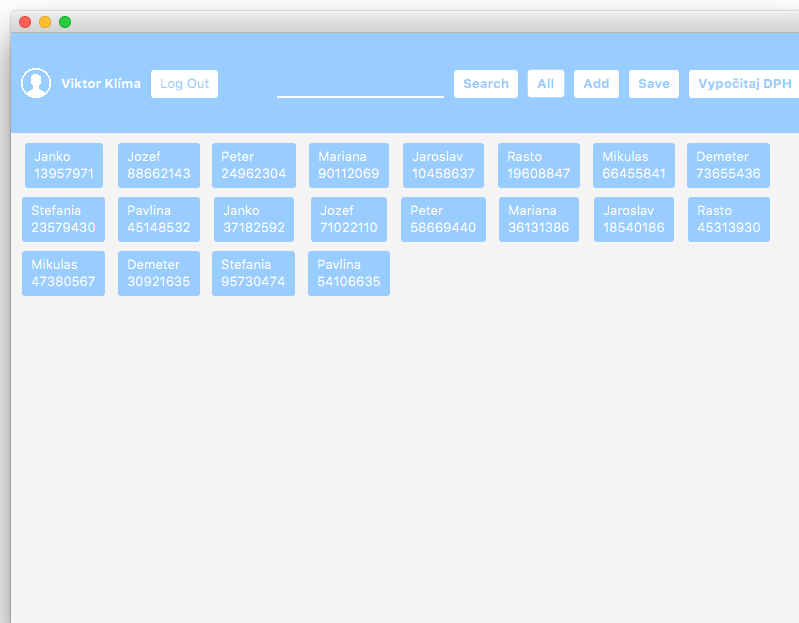 Viktor Klíma Log Out Search All Add Save Vypočitaj DPH
Janko Jozef Peter Mariana Jaroslav Rasto Mikulas Demeter
13957971 88662143 24962304 90112069 10458637 19608847 66455841 73655436
Stefania Pavlina Janko Jozef Peter Mariana Jaroslav Rasto
23579430 45148532 37182592 71022110 58669440 36131386 18540186 45313930
Mikulas Demeter Stefania Pavlina
47380567 30921635 95730474 54106635